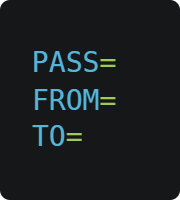 PASS=
FROM=
TO=